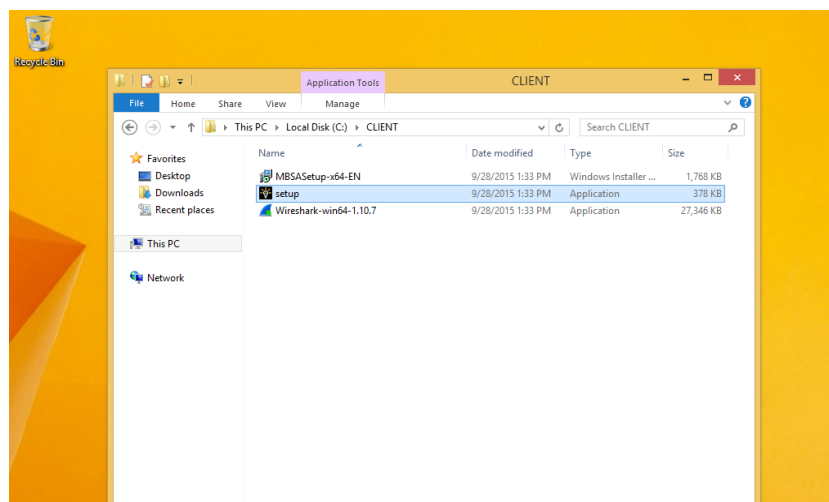 Recycle Bin
Application Tools
CLIENT
File Home Share View Manage
This PC Local Disk (C:) CLIENT
Search CLIENT
Name Date modified Type Size
Favorites
Desktop
Downloads
Recent places
This PC
Network
MBSASetup-x64-EN 9/28/2015 1:33 PM Windows Installer ... 1,768 KB
setup 9/28/2015 1:33 PM Application 378 KB
Wireshark-win64-1.10.7 9/28/2015 1:33 PM Application 27,346 KB